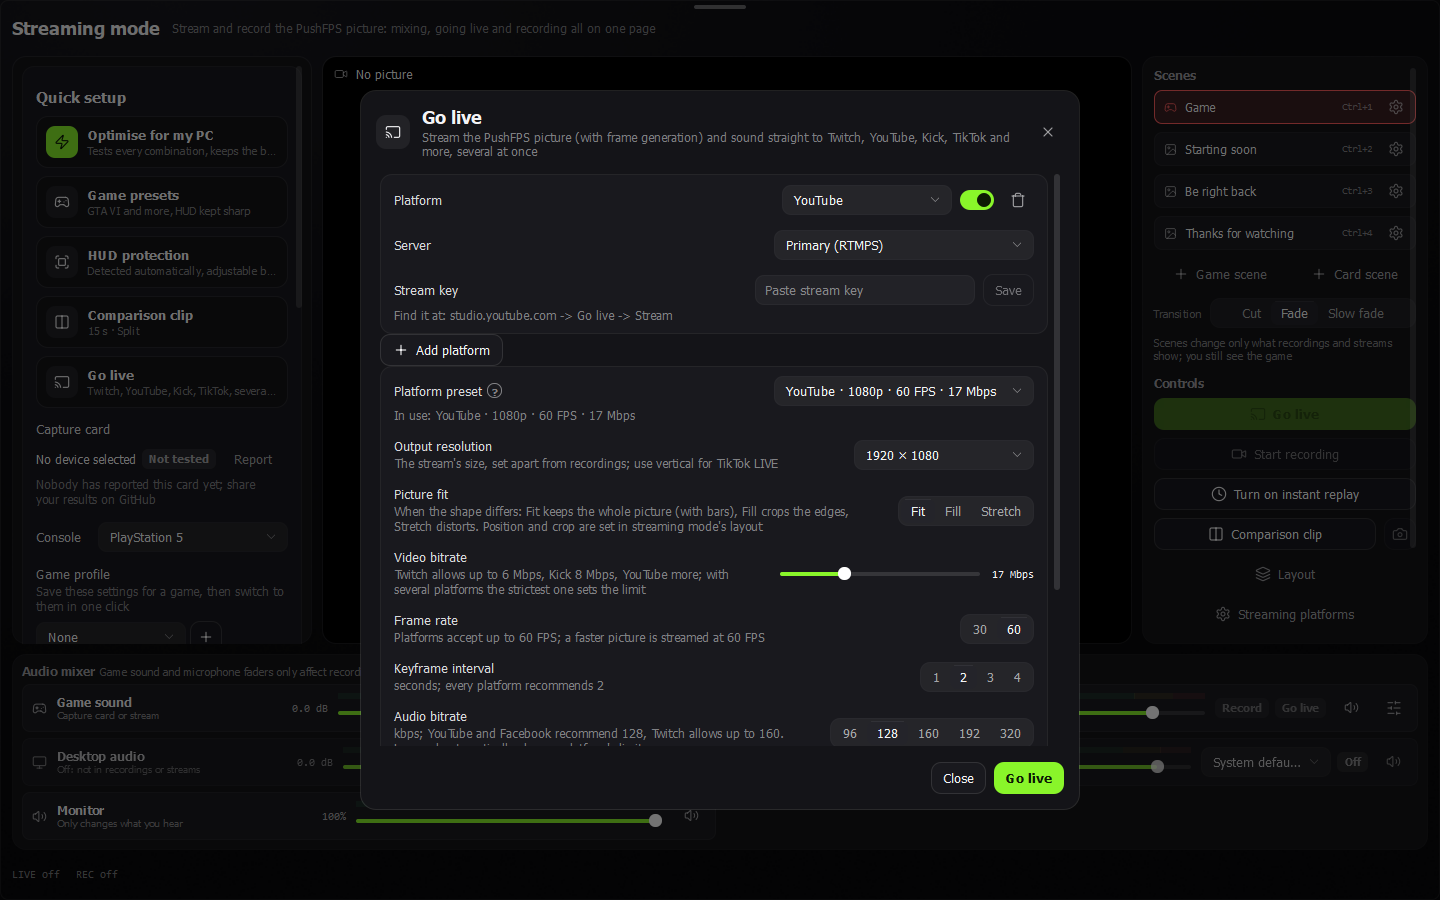 Streaming mode Stream and record the PushFPS picture: mixing, going live and recording all on one page
Quick setup
Optimise for my PC
Tests every combination, keeps the b...
Game presets
GTA VI and more, HUD kept sharp
HUD protection
Detected automatically, adjustable b...
Comparison clip
15 s · Split
Go live
Twitch, YouTube, Kick, TikTok, severa...
Capture card
No device selected Not tested Report
Nobody has reported this card yet; share
your results on GitHub
Console PlayStation 5
Game profile
Save these settings for a game, then switch to
them in one click
None
No picture
Go live
Stream the PushFPS picture (with frame generation) and sound straight to Twitch, YouTube, Kick, TikTok and
more, several at once
Platform YouTube
Server Primary (RTMPS)
Stream key Paste stream key Save
Find it at: studio.youtube.com -> Go live -> Stream
Add platform
Platform preset ? YouTube · 1080p · 60 FPS · 17 Mbps
In use: YouTube · 1080p · 60 FPS · 17 Mbps
Output resolution
The stream's size, set apart from recordings; use vertical for TikTok LIVE
1920 × 1080
Picture fit
When the shape differs: Fit keeps the whole picture (with bars), Fill crops the edges,
Stretch distorts. Position and crop are set in streaming mode's layout
Fit Fill Stretch
Video bitrate
Twitch allows up to 6 Mbps, Kick 8 Mbps, YouTube more; with
several platforms the strictest one sets the limit
17 Mbps
Frame rate
Platforms accept up to 60 FPS; a faster picture is streamed at 60 FPS
30 60
Keyframe interval
seconds; every platform recommends 2
1 2 3 4
Audio bitrate
kbps; YouTube and Facebook recommend 128, Twitch allows up to 160.
96 128 160 192 320
Close Go live
Scenes
Game Ctrl+1
Starting soon Ctrl+2
Be right back Ctrl+3
Thanks for watching Ctrl+4
Game scene Card scene
Transition Cut Fade Slow fade
Scenes change only what recordings and streams
show; you still see the game
Controls
Go live
Start recording
Turn on instant replay
Comparison clip
Layout
Streaming platforms
Audio mixer Game sound and microphone faders only affect record
Game sound
Capture card or stream
0.0 dB
Record Go live
Desktop audio
Off: not in recordings or streams
0.0 dB
System defau... Off
Monitor
Only changes what you hear
100%
LIVE off REC off